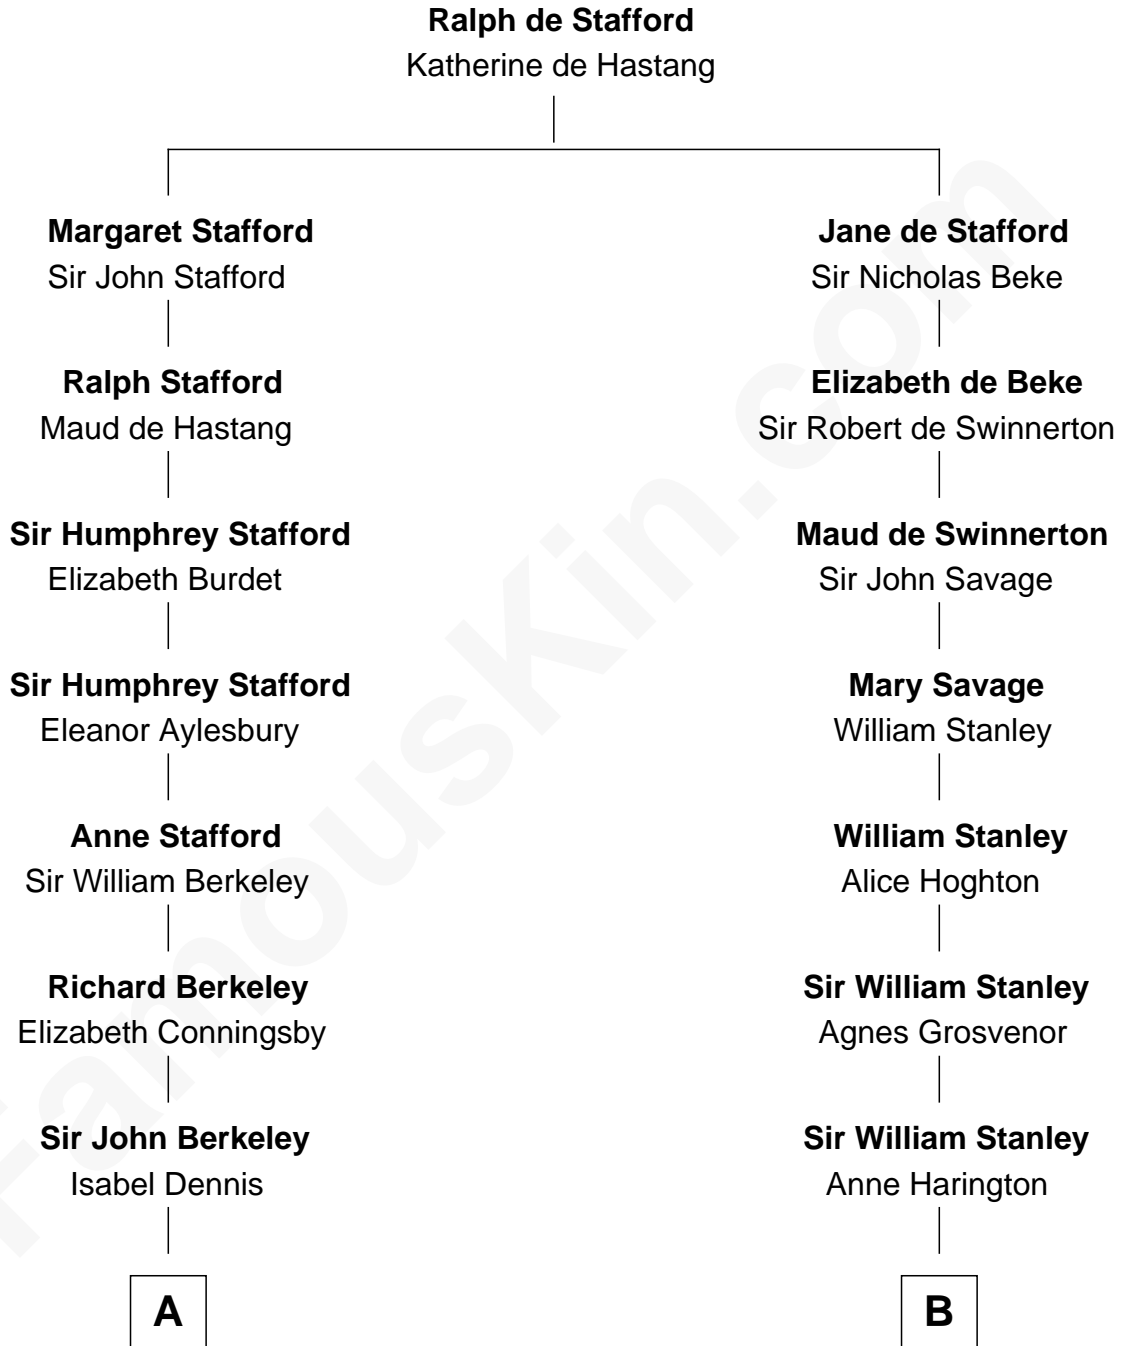 Ralph de Stafford
Katherine de Hastang
Margaret Stafford
Sir John Stafford
Ralph Stafford
Maud de Hastang
Sir Humphrey Stafford
Elizabeth Burdet
Sir Humphrey Stafford
Eleanor Aylesbury
Anne Stafford
Sir William Berkeley
Richard Berkeley
Elizabeth Conningsby
Sir John Berkeley
Isabel Dennis
A
Jane de Stafford
Sir Nicholas Beke
Elizabeth de Beke
Sir Robert de Swinnerton
Maud de Swinnerton
Sir John Savage
Mary Savage
William Stanley
William Stanley
Alice Hoghton
Sir William Stanley
Agnes Grosvenor
Sir William Stanley
Anne Harington
B
FamousKin.com